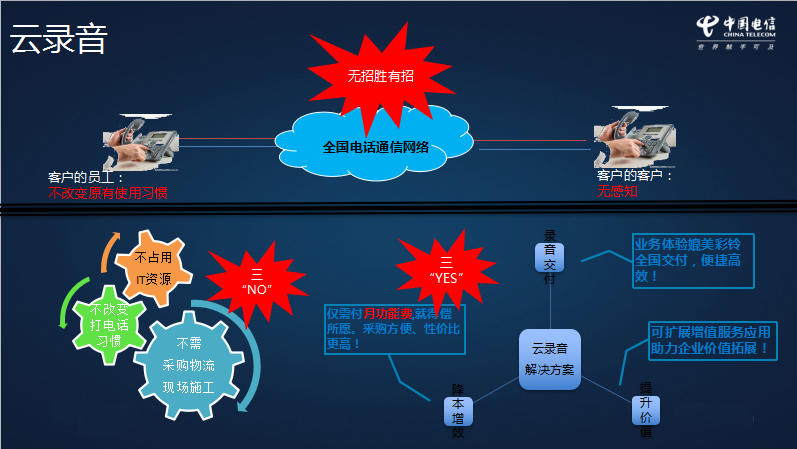 云录音
中国电信
CHINA TELECOM
世界触手可及
无招胜有招
全国电话通信网络
客户的员工：
不改变原有使用习惯
客户的客户：
无感知
不占用
IT资源
不改变
打电话
习惯
不需
采购物流
现场施工
三
“NO”
三
“YES”
仅需付月功能费,就得偿
所愿。采购方便、性价比
更高！
录
音
交
付
业务体验媲美彩铃
全国交付，便捷高
效！
云录音
解决方案
可扩展增值服务应用
助力企业价值拓展！
降
本
增
效
提
升
价
值